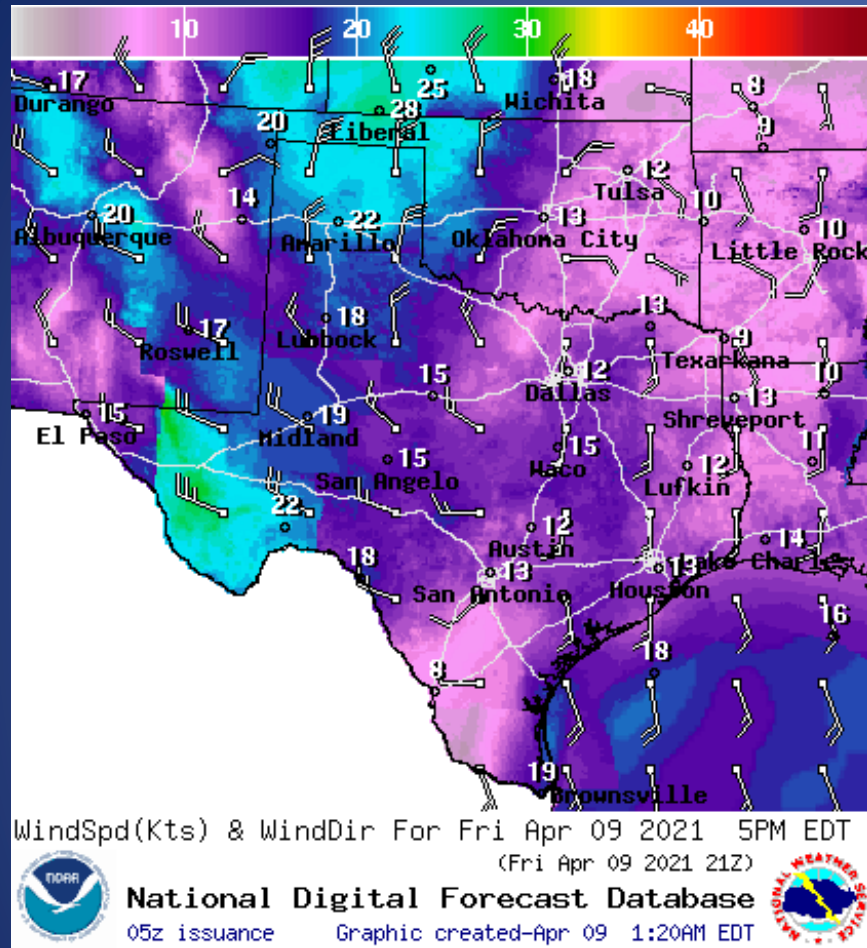 10 20 30 40
17 25 18 8
Durango Wichita
28
Liberal
20 9
12
Tulsa
20 14 22 13 10 10
Albuquerque Amarillo Oklahoma City Little Rock
17 18 13 9
Roswell Lubbock Texarkana
12
Dallas
15 10
15 19 13
El Paso Midland Shreveport
15 15 12 11
San Angelo Waco Lufkin
22 12 14
Austin Lake Charles
18 13 13
San Antonio Houston
16
8 18
19
Brownsville
WindSpd(Kts) & WindDir For Fri Apr 09 2021 5PM EDT
(Fri Apr 09 2021 21Z)
NOAA
National Digital Forecast Database
05z issuance Graphic created-Apr 09 1:20AM EDT
NATIONAL WEATHER SERVICE